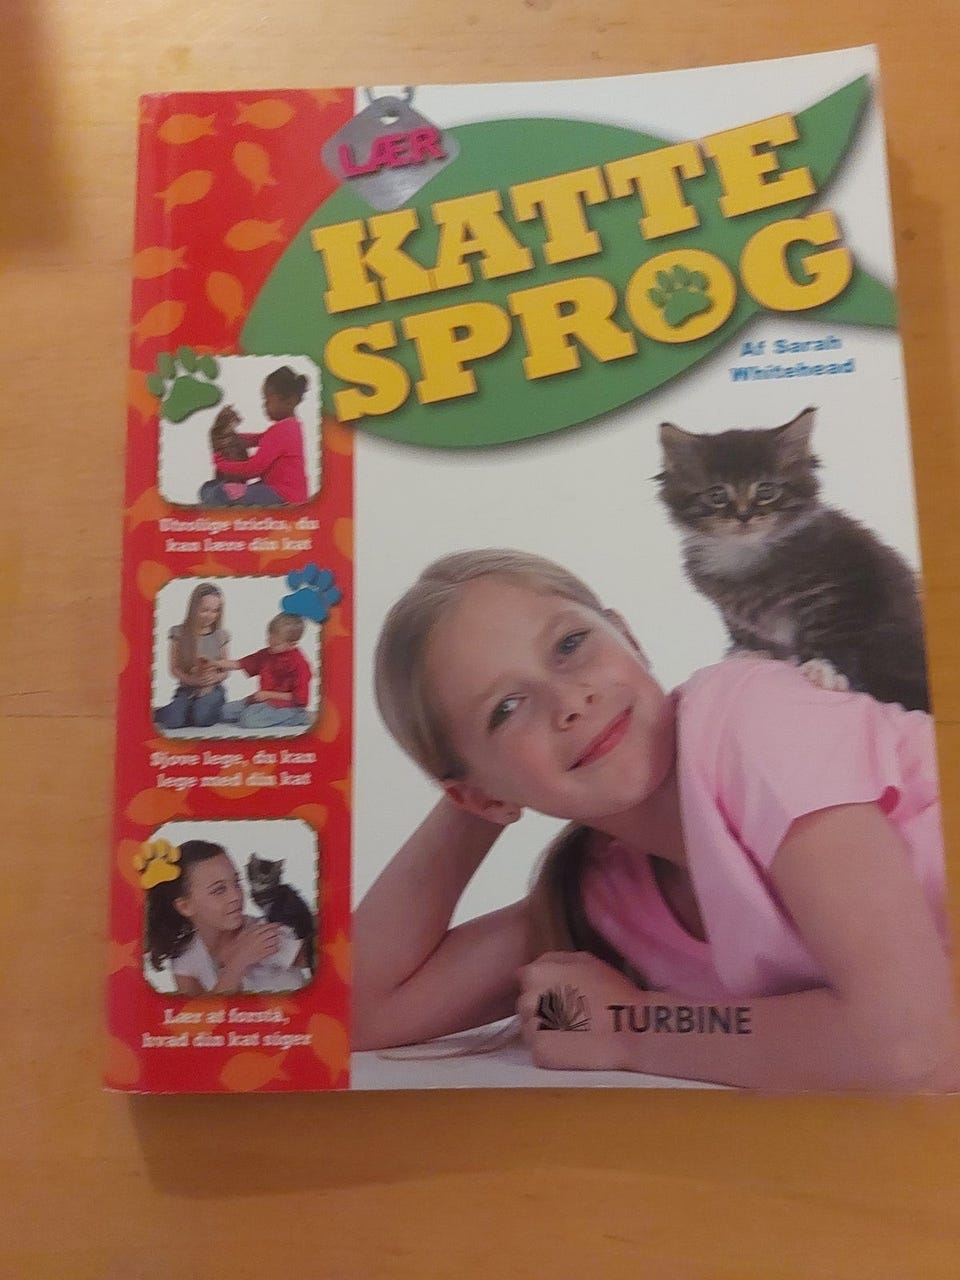 LÆR
KATTE
SPROG
Af Sarah
Whitehead
Utrolige tricks, du
kan lære din kat
Sjove lege, du kan
lege med din kat
Lær at forstå,
hvad din kat siger
TURBINE